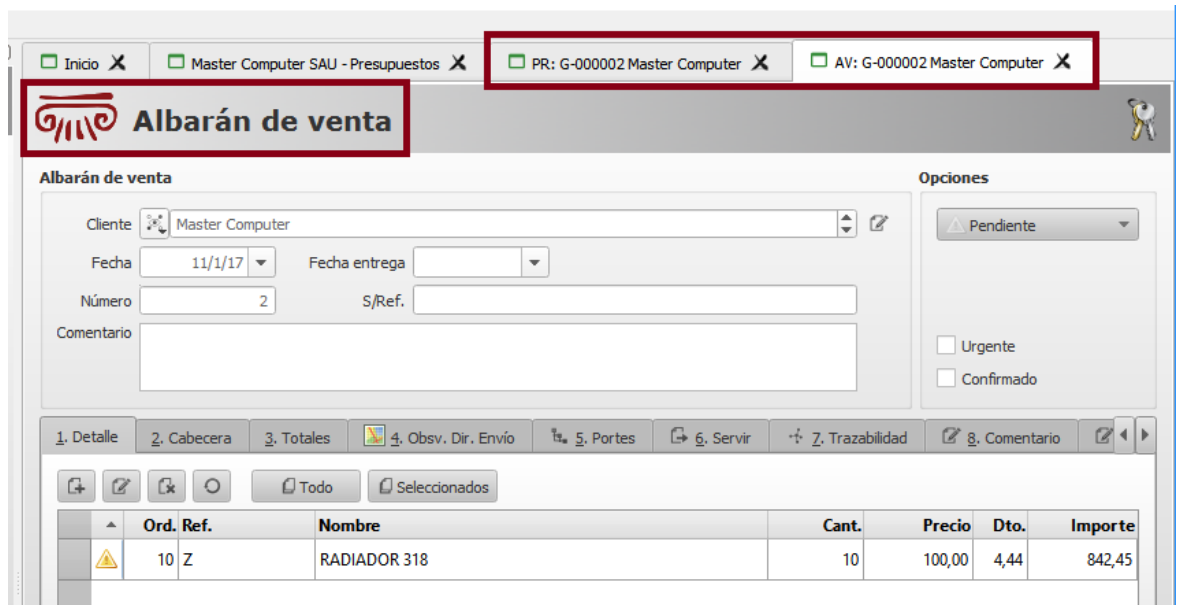 Inicio Master Computer SAU - Presupuestos PR: G-000002 Master Computer AV: G-000002 Master Computer
Albarán de venta
Albarán de venta Opciones
Cliente Master Computer Pendiente
Fecha 11/1/17 Fecha entrega
Número 2 S/Ref.
Comentario
Urgente
Confirmado
1. Detalle 2. Cabecera 3. Totales 4. Obsv. Dir. Envío 5. Portes 6. Servir 7. Trazabilidad 8. Comentario
Todo Seleccionados
Ord. Ref. Nombre Cant. Precio Dto. Importe
10 Z RADIADOR 318 10 100,00 4,44 842,45